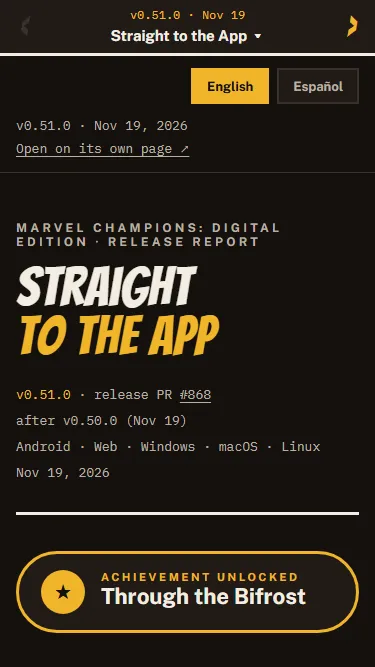 v0.51.0 · Nov 19
Straight to the App
English
Español
v0.51.0 · Nov 19, 2026
Open on its own page ↗
MARVEL CHAMPIONS: DIGITAL
EDITION · RELEASE REPORT
STRAIGHT
TO THE APP
v0.51.0 · release PR #868
after v0.50.0 (Nov 19)
Android · Web · Windows · macOS · Linux
Nov 19, 2026
ACHIEVEMENT UNLOCKED
Through the Bifrost